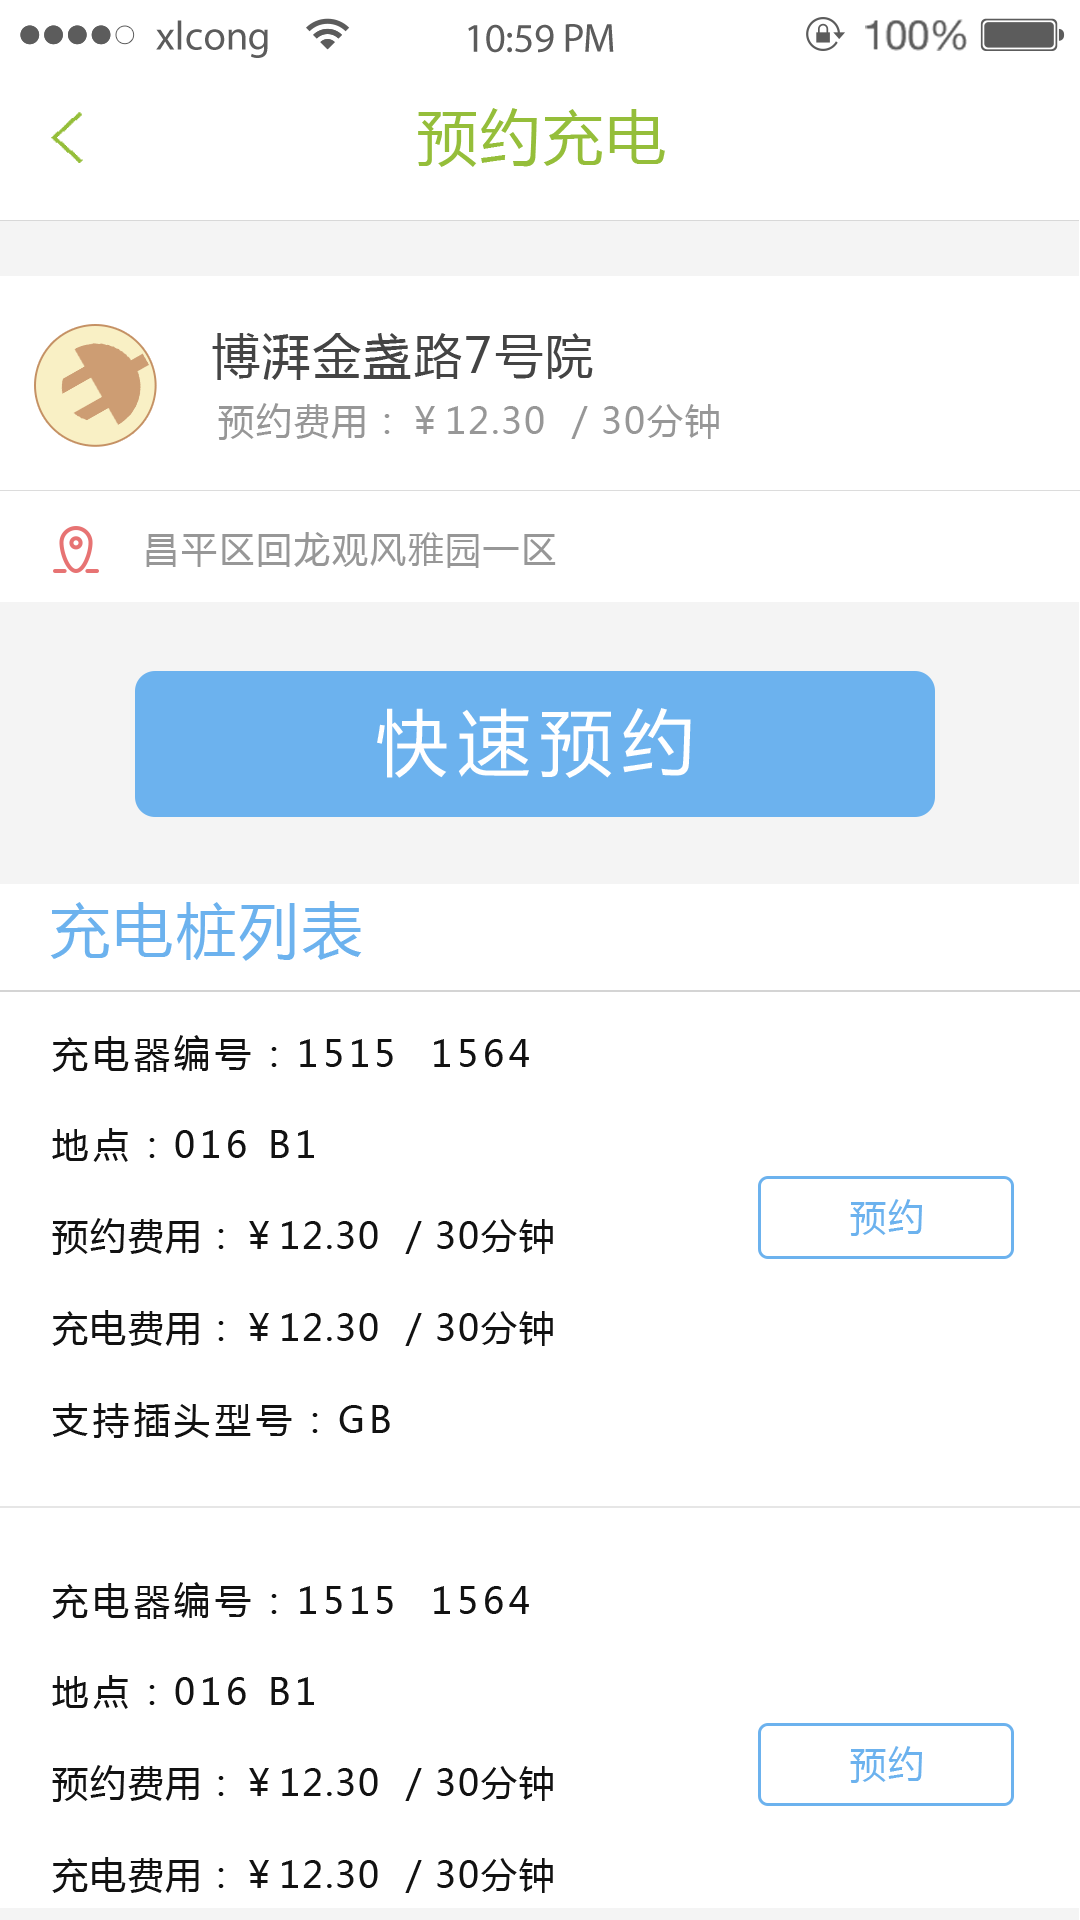 xlcong 10:59 PM 100%
预约充电
博湃金盏路7号院
预约费用：￥12.30 / 30分钟
昌平区回龙观风雅园一区
快速预约
充电桩列表
充电器编号：1515 1564
地点：016 B1
预约费用：￥12.30 / 30分钟
预约
充电费用：￥12.30 / 30分钟
支持插头型号：GB
充电器编号：1515 1564
地点：016 B1
预约费用：￥12.30 / 30分钟
预约
充电费用：￥12.30 / 30分钟